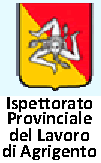 Ispettorato
Provinciale
del Lavoro
di Agrigento